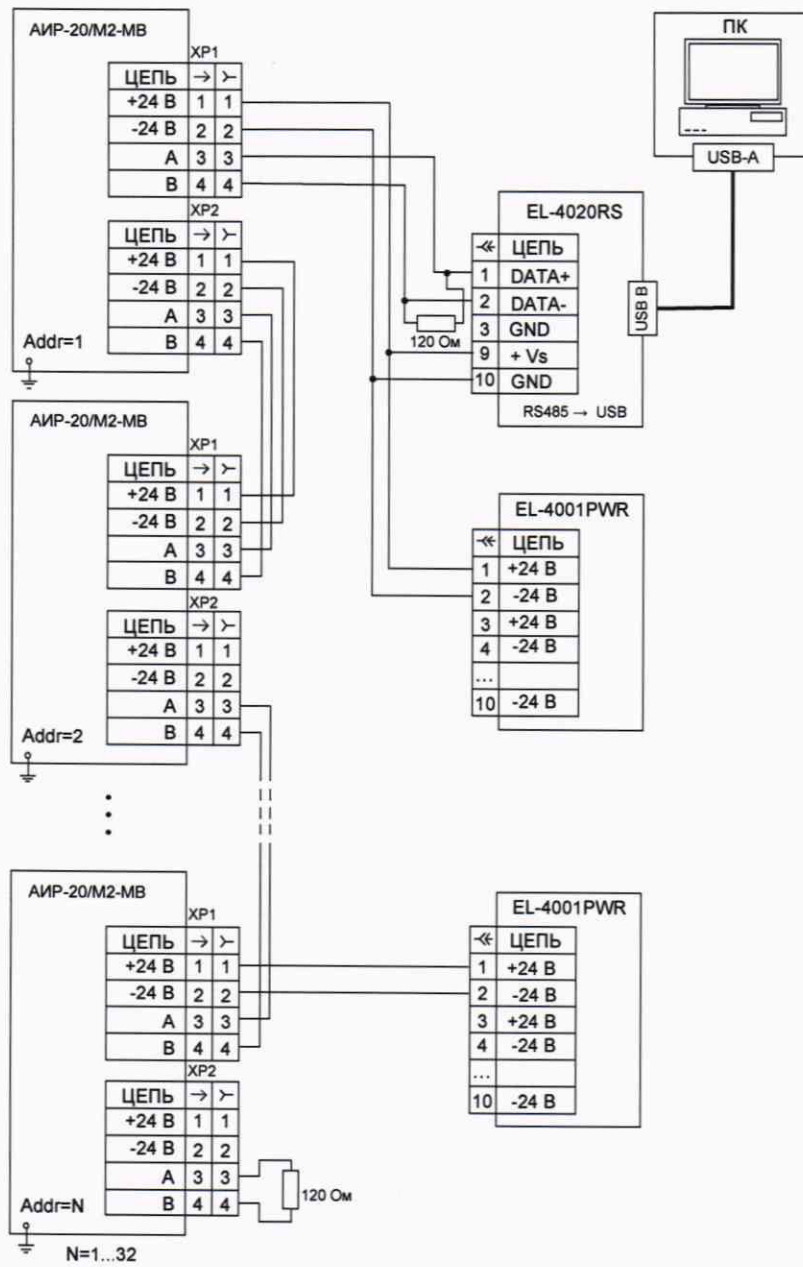 АИР-20/М2-МВ
XP1
ЦЕПЬ
+24 В 1 1
-24 В 2 2
А 3 3
В 4 4
XP2
ЦЕПЬ
+24 В 1 1
-24 В 2 2
А 3 3
В 4 4
Addr=1
ПК
USB-A
EL-4020RS
ЦЕПЬ
1 DATA+
2 DATA-
3 GND
9 + Vs
10 GND
USB B
120 Ом
RS485 → USB
АИР-20/М2-МВ
XP1
ЦЕПЬ
+24 В 1 1
-24 В 2 2
А 3 3
В 4 4
XP2
ЦЕПЬ
+24 В 1 1
-24 В 2 2
А 3 3
В 4 4
Addr=2
EL-4001PWR
ЦЕПЬ
1 +24 В
2 -24 В
3 +24 В
4 -24 В
...
10 -24 В
АИР-20/М2-МВ
XP1
ЦЕПЬ
+24 В 1 1
-24 В 2 2
А 3 3
В 4 4
XP2
ЦЕПЬ
+24 В 1 1
-24 В 2 2
А 3 3
В 4 4
120 Ом
Addr=N
N=1...32
EL-4001PWR
ЦЕПЬ
1 +24 В
2 -24 В
3 +24 В
4 -24 В
...
10 -24 В